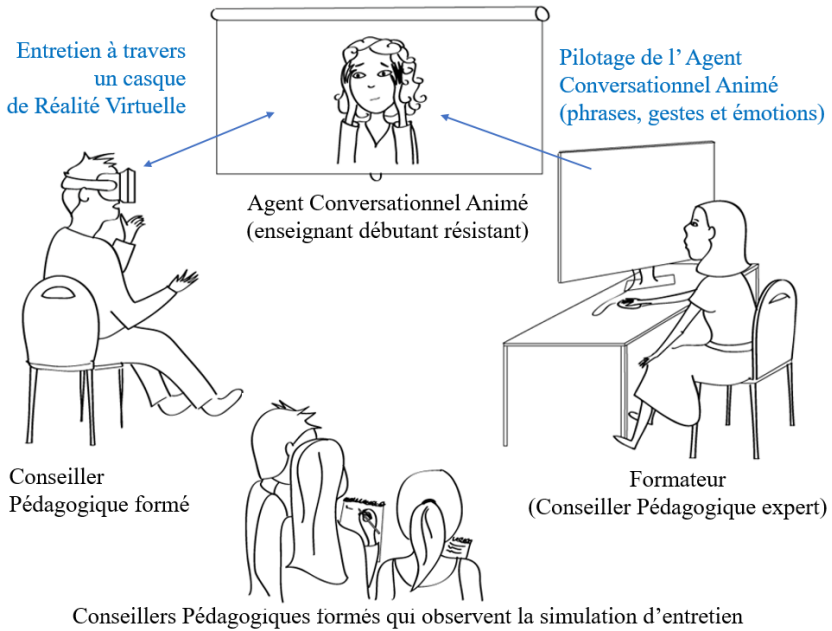 Entretien à travers
un casque
de Réalité Virtuelle
Pilotage de l’ Agent
Conversationnel Animé
(phrases, gestes et émotions)
Agent Conversationnel Animé
(enseignant débutant résistant)
Conseiller
Pédagogique formé
Formateur
(Conseiller Pédagogique expert)
Conseillers Pédagogiques formés qui observent la simulation d’entretien